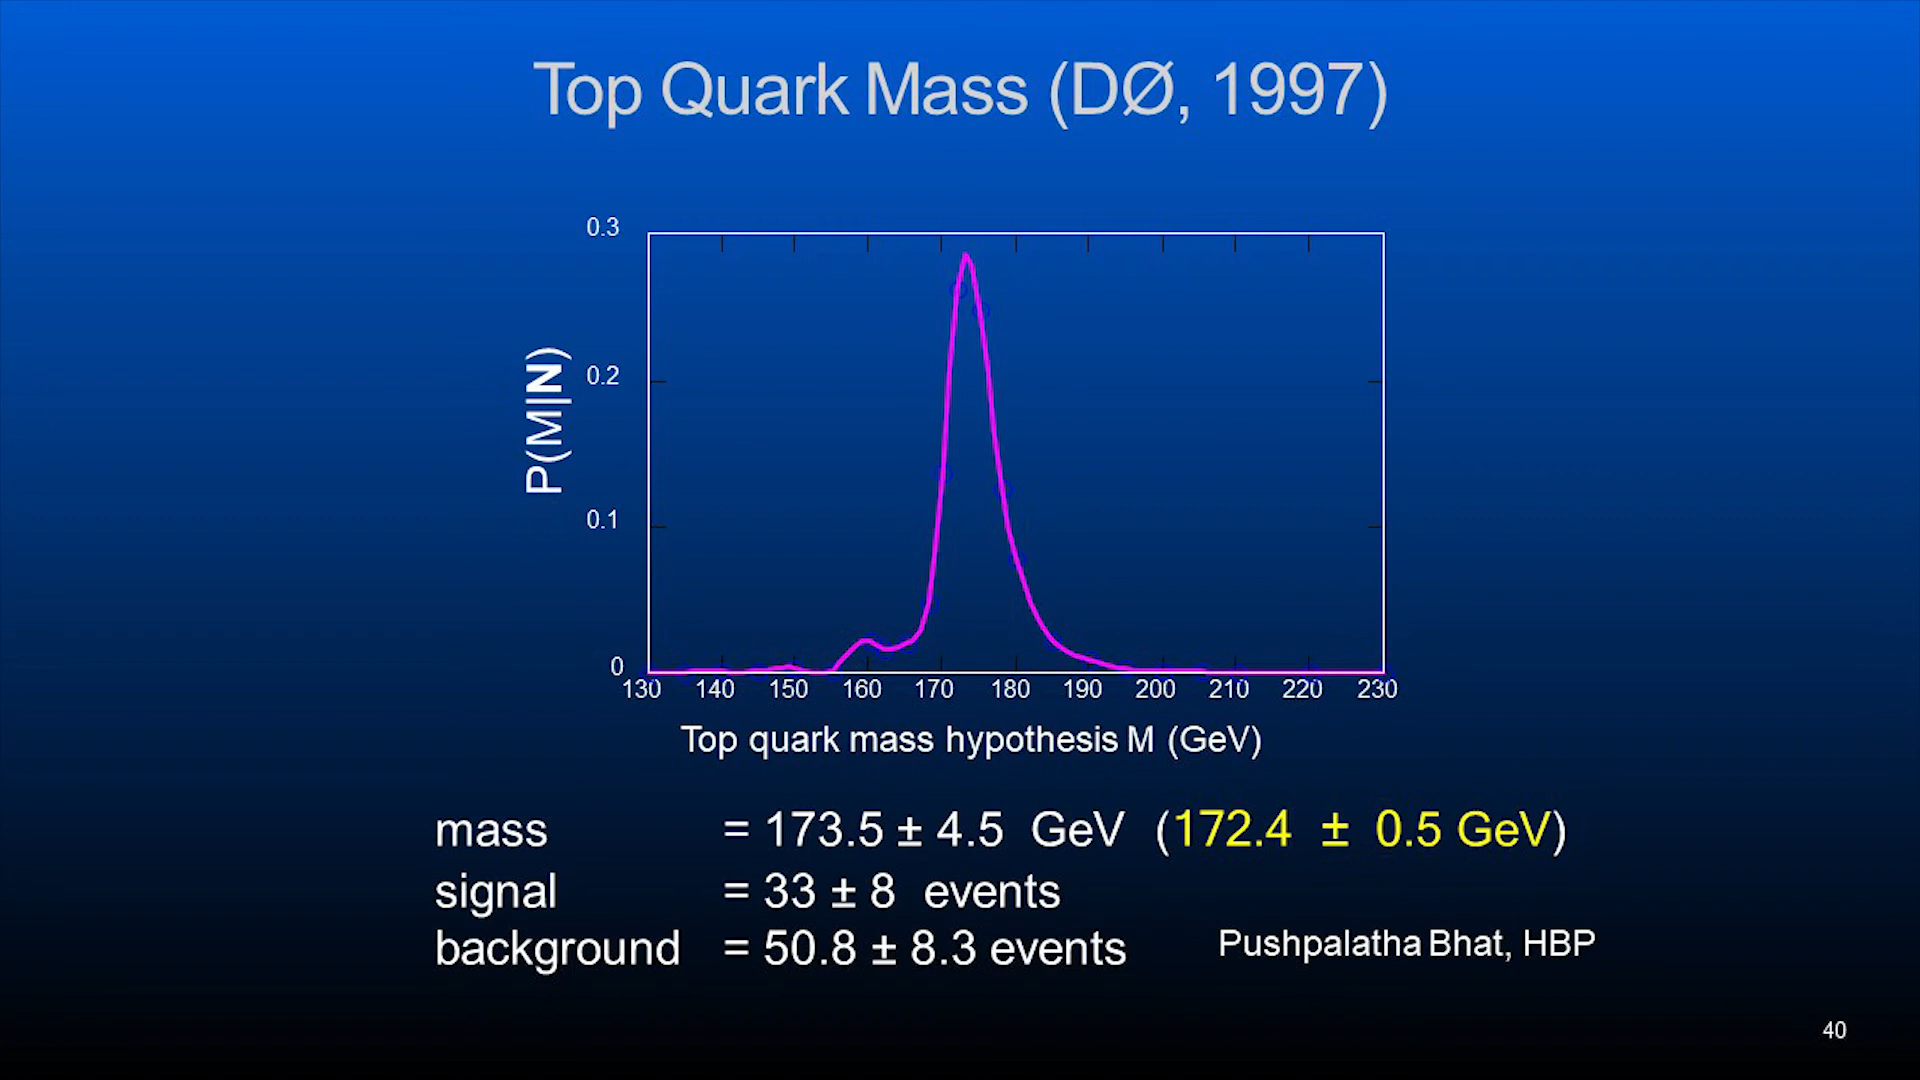 Top Quark Mass (DØ, 1997)
0.3
0.2
0.1
0
P(M|N)
130 140 150 160 170 180 190 200 210 220 230
Top quark mass hypothesis M (GeV)
mass = 173.5 ± 4.5 GeV (172.4 ± 0.5 GeV)
signal = 33 ± 8 events
background = 50.8 ± 8.3 events
Pushpalatha Bhat, HBP
40